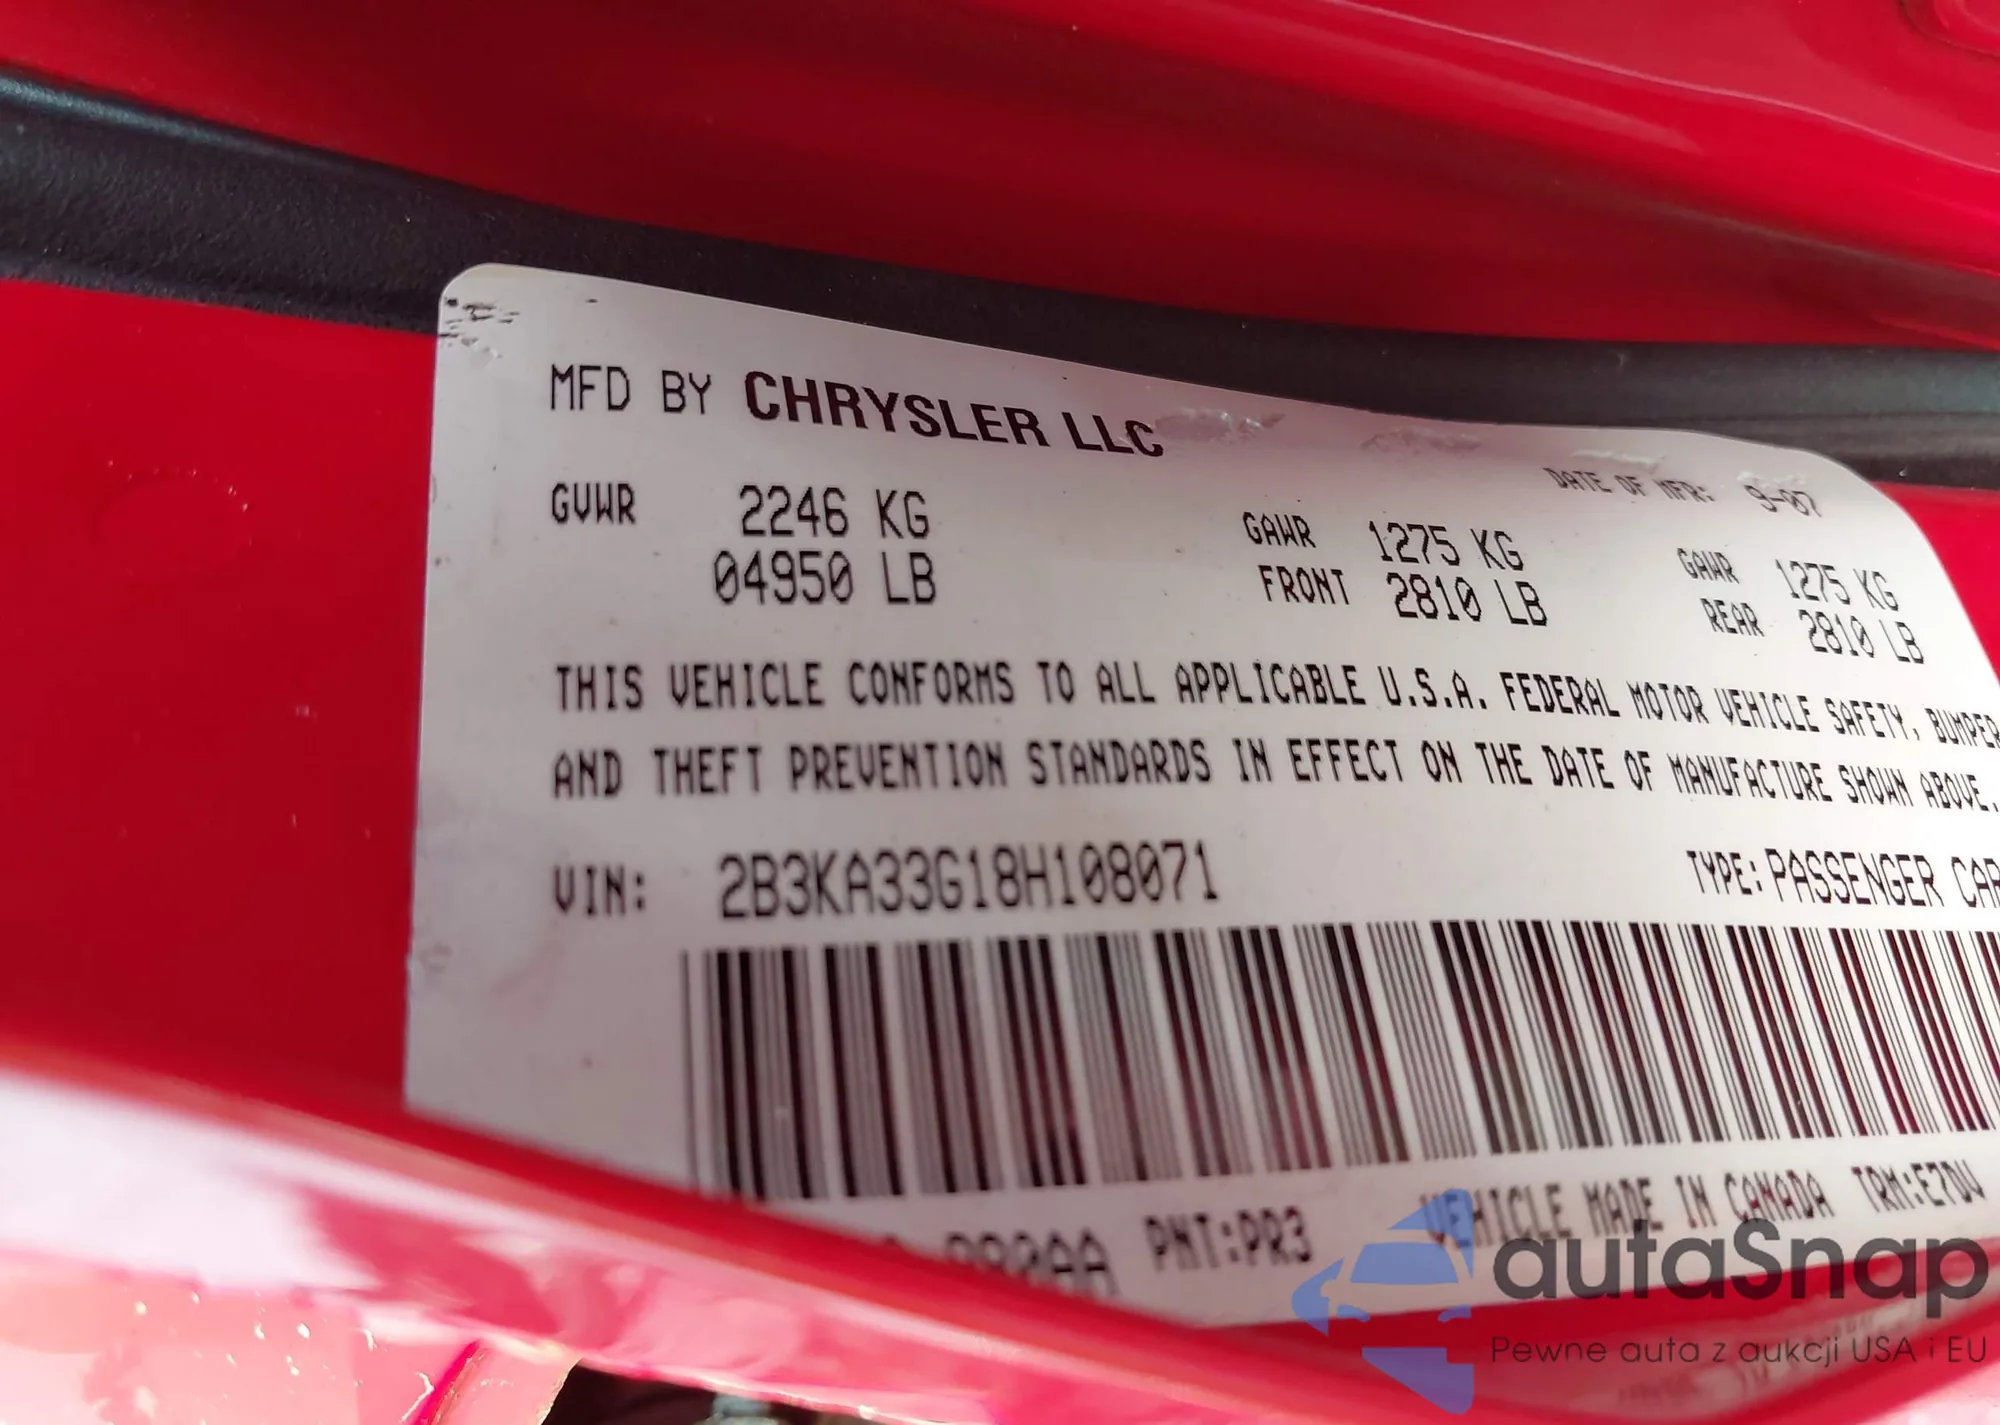 MFD BY CHRYSLER LLC
DATE OF MFR: 9-07
GVWR 2246 KG
04950 LB
GAWR FRONT 1275 KG
2810 LB
GAWR REAR 1275 KG
2810 LB
THIS VEHICLE CONFORMS TO ALL APPLICABLE U.S.A. FEDERAL MOTOR VEHICLE SAFETY, BUMPER
AND THEFT PREVENTION STANDARDS IN EFFECT ON THE DATE OF MANUFACTURE SHOWN ABOVE.
VIN: 2B3KA33G18H108071 TYPE: PASSENGER CAR
PNT:PR3 VEHICLE MADE IN CANADA TRM:E7DV
autaSnap
Pewne auta z aukcji USA i EU